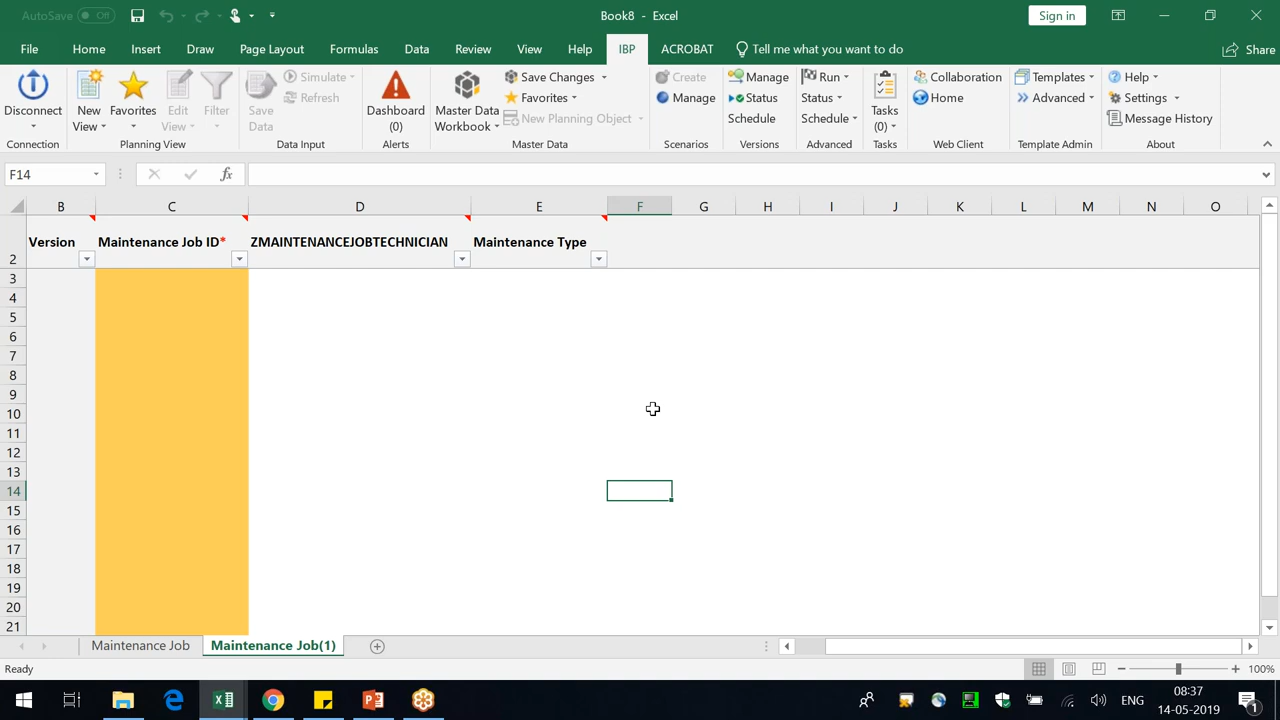 AutoSave Off
Book8 - Excel
Sign in
File Home Insert Draw Page Layout Formulas Data Review View Help IBP ACROBAT Tell me what you want to do Share
Disconnect
Connection
New View
Favorites
Edit View
Filter
Planning View
Save Data
Simulate
Refresh
Data Input
Dashboard (0)
Alerts
Master Data Workbook
Save Changes
Favorites
New Planning Object
Master Data
Create
Manage
Scenarios
Manage
Status
Schedule
Versions
Run
Status
Schedule
Advanced
Tasks (0)
Tasks
Collaboration
Home
Web Client
Templates
Advanced
Template Admin
Help
Settings
Message History
About
F14
fx
B C D E F G H I J K L M N O
2 Version Maintenance Job ID* ZMAINTENANCEJOBTECHNICIAN Maintenance Type
3
4
5
6
7
8
9
10
11
12
13
14
15
16
17
18
19
20
21
Maintenance Job Maintenance Job(1)
Ready
100%
ENG
08:37
14-05-2019
1